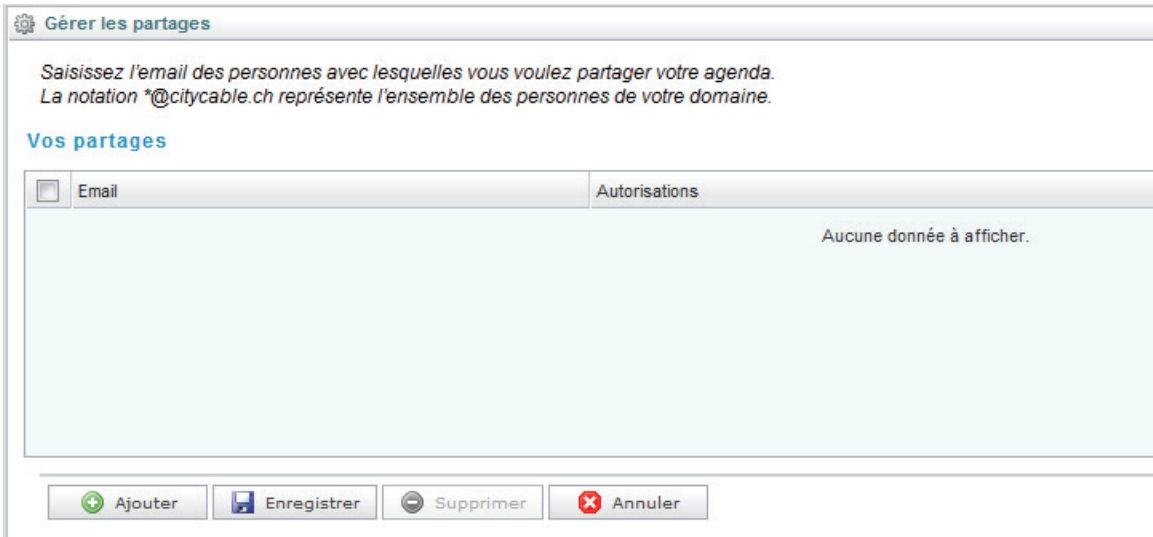 Gérer les partages
Saisissez l'email des personnes avec lesquelles vous voulez partager votre agenda.
La notation *@citycable.ch représente l'ensemble des personnes de votre domaine.
Vos partages
Email Autorisations
Aucune donnée à afficher.
Ajouter Enregistrer Supprimer Annuler